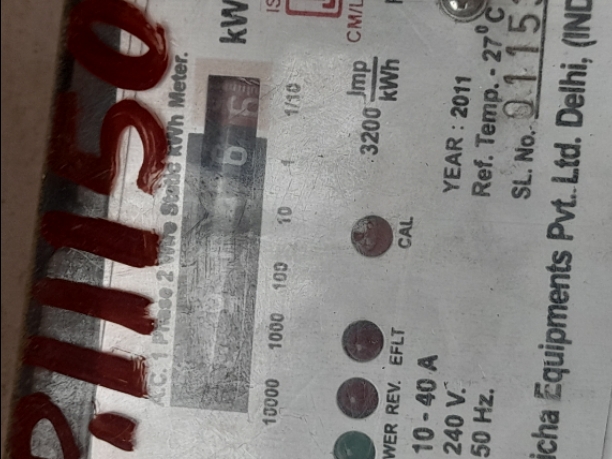 P.11150
A.C. 1 Phase 2 Wire Static kWh Meter.
kW
10000 1000 100 10 1 1/10
CM/L
3200 Imp/kWh
CAL
EFLT
REV.
WER
10 - 40 A
240 V.
50 Hz.
YEAR : 2011
Ref. Temp. - 27° C
SL. No. 0115
icha Equipments Pvt. Ltd. Delhi, (IND